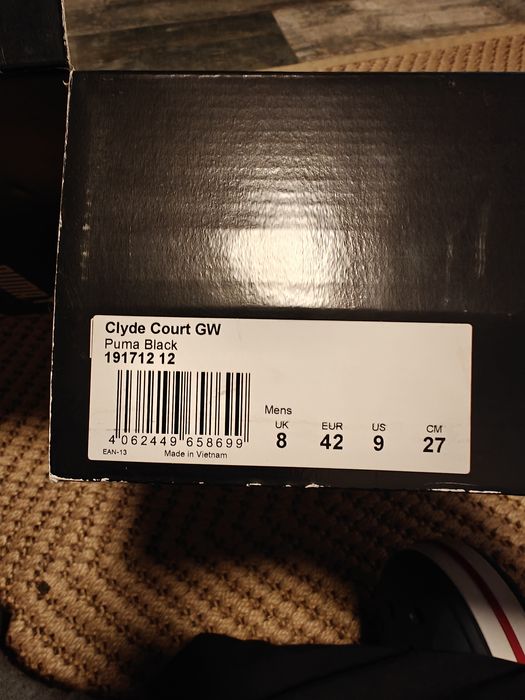 Clyde Court GW
Puma Black
191712 12
Mens
UK EUR US CM
8 42 9 27
4 062449 658699
EAN-13 Made in Vietnam